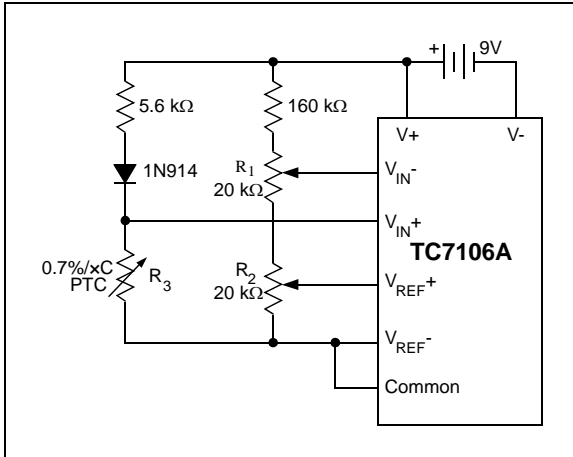 + 9V
5.6 kΩ
160 kΩ
V+ V-
1N914
R1
20 kΩ
VIN-
VIN+
TC7106A
0.7%/×C
PTC
R3
R2
20 kΩ
VREF+
VREF-
Common